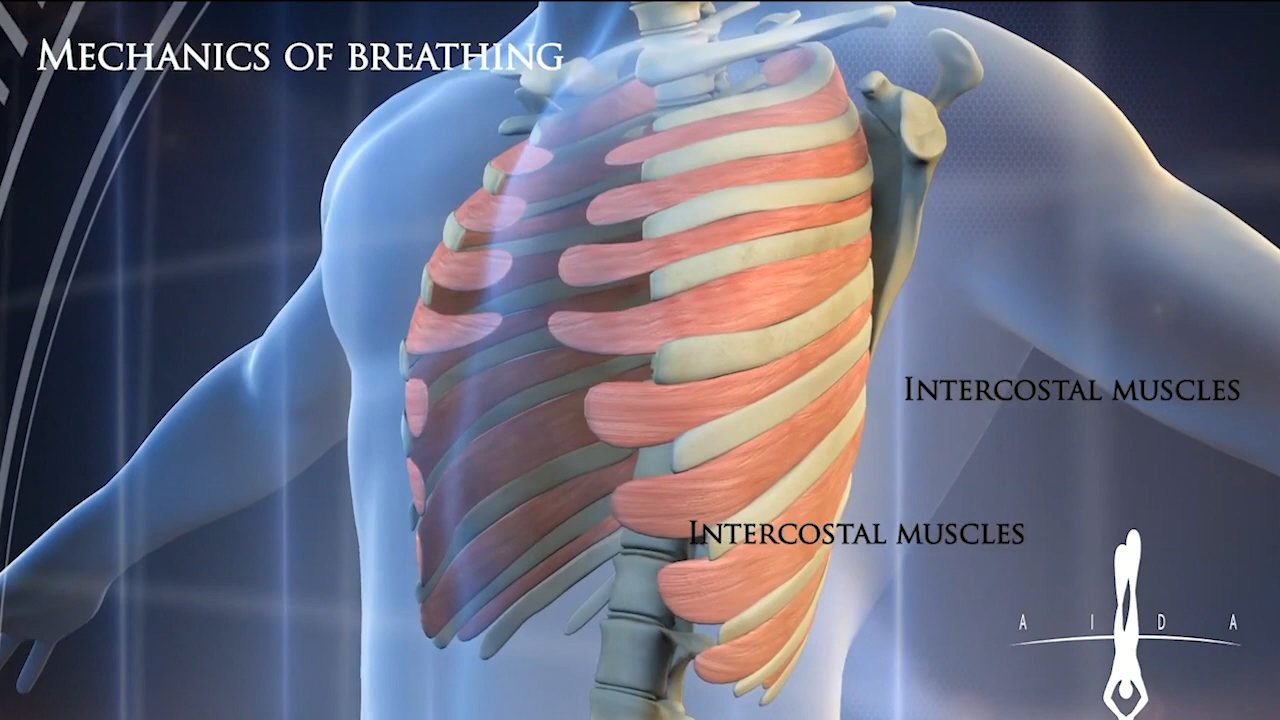 Mechanics of breathing
Intercostal muscles
Intercostal muscles
A I D A